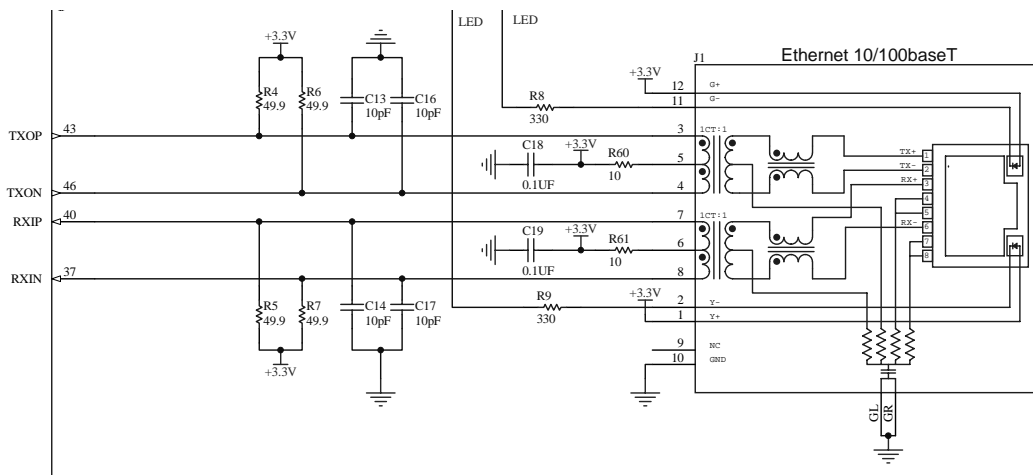 LED
LED
J1
Ethernet 10/100baseT
+3.3V
+3.3V
12
G+
11
G-
R4
49.9
R6
49.9
C13
10pF
C16
10pF
R8
330
TXOP
43
3
1CT:1
TX+
1
C18
0.1UF
+3.3V
R60
10
5
TX-
2
RX+
3
TXON
46
4
4
5
RXIP
40
7
1CT:1
RX-
6
C19
0.1UF
+3.3V
R61
10
6
7
8
RXIN
37
8
R5
49.9
R7
49.9
C14
10pF
C17
10pF
R9
330
+3.3V
2
Y-
1
Y+
+3.3V
9
NC
10
GND
GL
GR